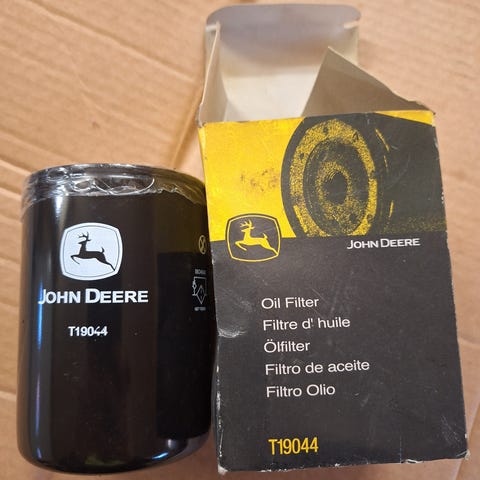 JOHN DEERE
T19044
JOHN DEERE
Oil Filter
Filtre d' huile
Ölfilter
Filtro de aceite
Filtro Olio
T19044